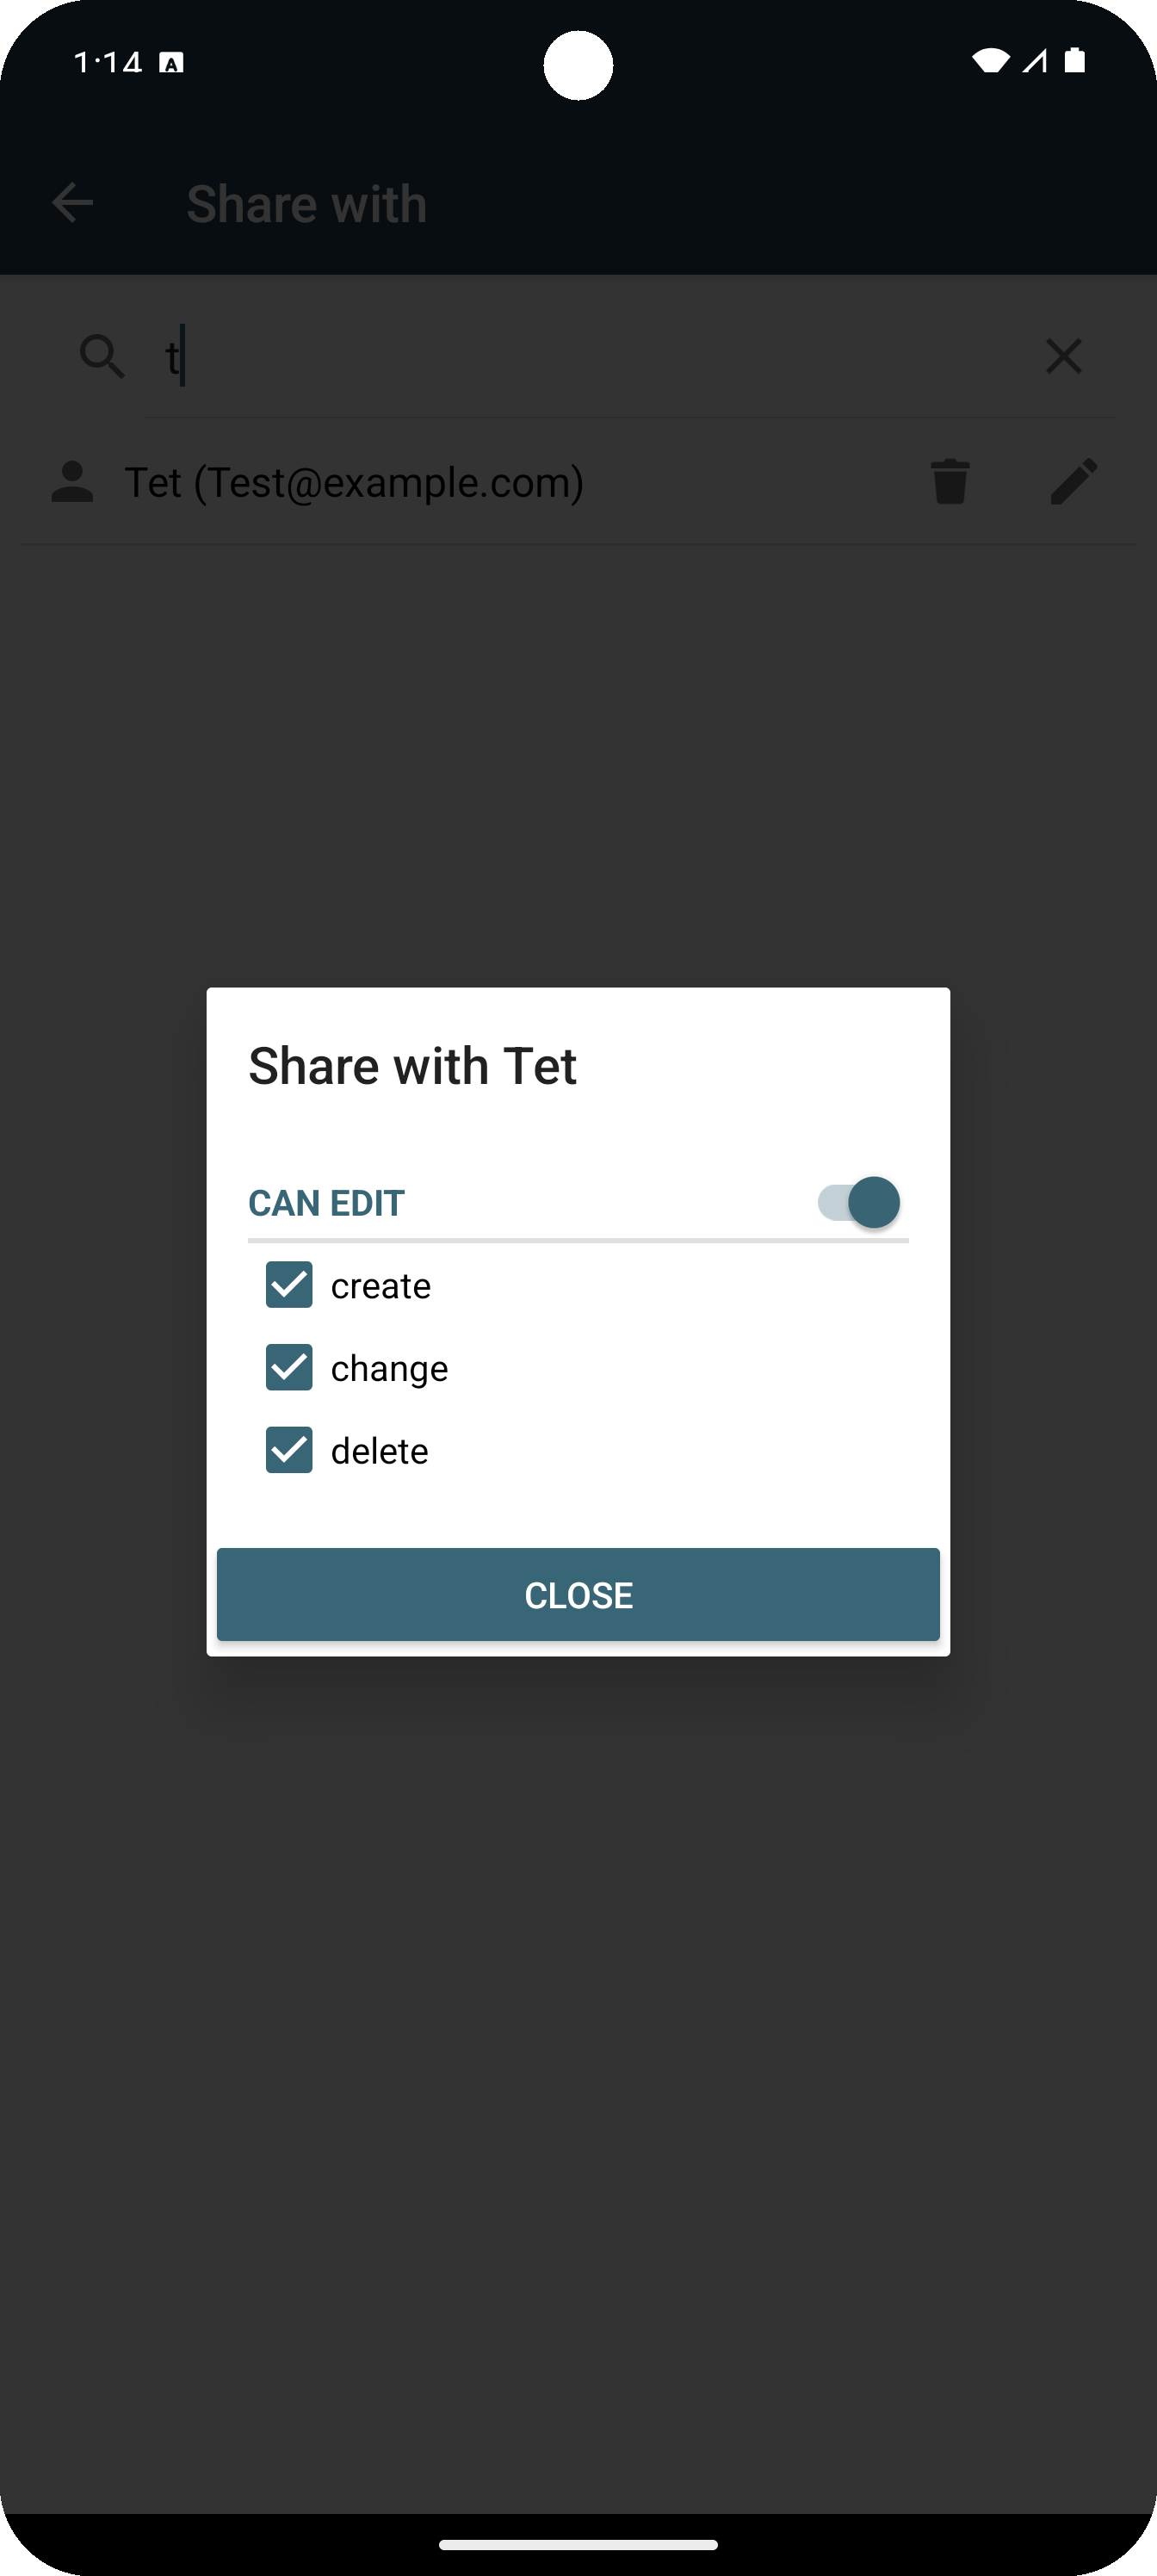 1:14 A
Share with
t
Tet (Test@example.com)
Share with Tet
CAN EDIT
create
change
delete
CLOSE